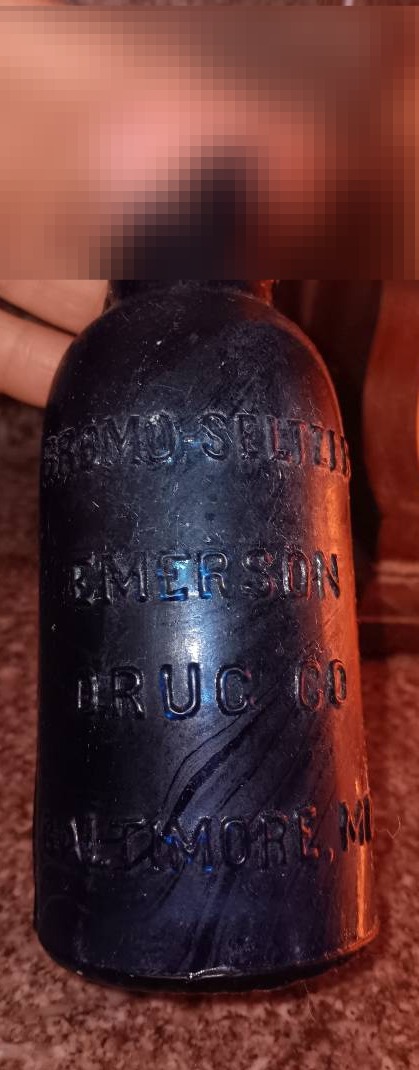 BROMO-SELTZER
EMERSON
DRUG CO
BALTIMORE, MD